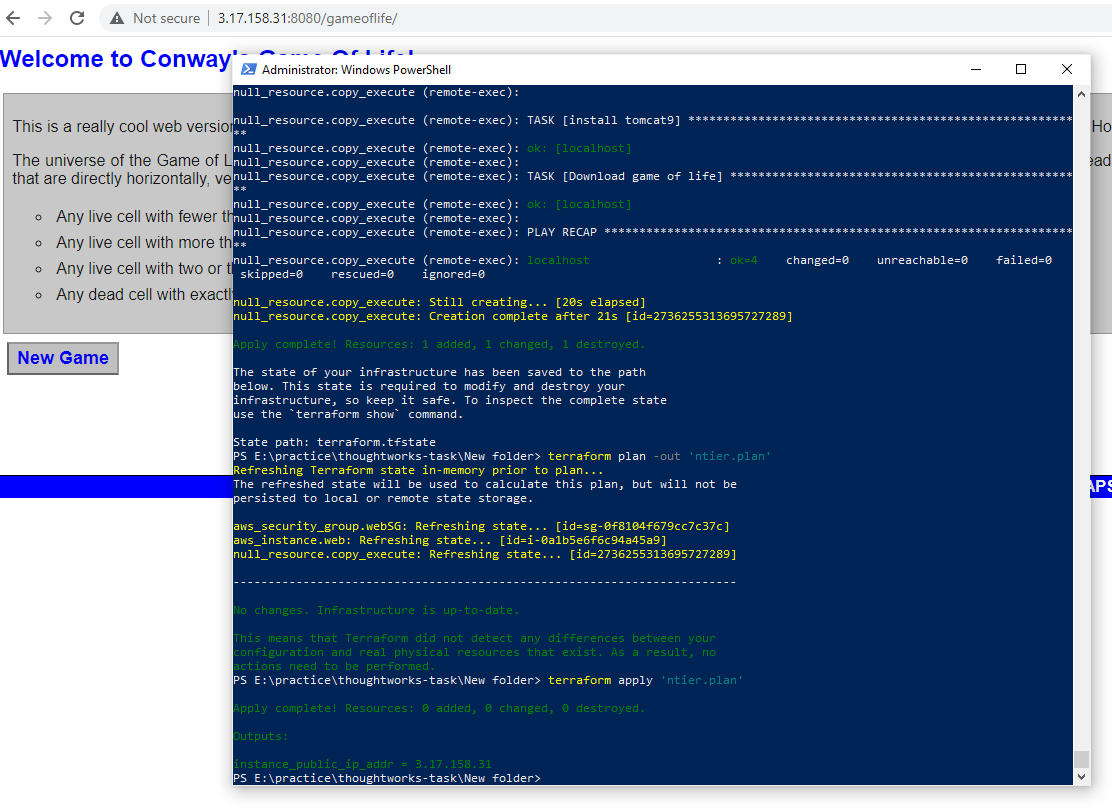 Not secure | 3.17.158.31:8080/gameoflife/
Welcome to Conway's Game Of Life!
This is a really cool web version
Ho
The universe of the Game of L
ead
that are directly horizontally, ve
Any live cell with fewer th
Any live cell with more th
Any live cell with two or t
Any dead cell with exactl
New Game
APS
Administrator: Windows PowerShell
null_resource.copy_execute (remote-exec):
null_resource.copy_execute (remote-exec): TASK [install tomcat9] *******************************************************
**
null_resource.copy_execute (remote-exec): ok: [localhost]
null_resource.copy_execute (remote-exec):
null_resource.copy_execute (remote-exec): TASK [Download game of life] *************************************************
**
null_resource.copy_execute (remote-exec): ok: [localhost]
null_resource.copy_execute (remote-exec):
null_resource.copy_execute (remote-exec): PLAY RECAP *******************************************************************
**
null_resource.copy_execute (remote-exec): localhost                  : ok=4    changed=0    unreachable=0    failed=0
skipped=0    rescued=0    ignored=0
null_resource.copy_execute: Still creating... [20s elapsed]
null_resource.copy_execute: Creation complete after 21s [id=2736255313695727289]
Apply complete! Resources: 1 added, 1 changed, 1 destroyed.
The state of your infrastructure has been saved to the path
below. This state is required to modify and destroy your
infrastructure, so keep it safe. To inspect the complete state
use the `terraform show` command.
State path: terraform.tfstate
PS E:\practice\thoughtworks-task\New folder> terraform plan -out 'ntier.plan'
Refreshing Terraform state in-memory prior to plan...
The refreshed state will be used to calculate this plan, but will not be
persisted to local or remote state storage.
aws_security_group.webSG: Refreshing state... [id=sg-0f8104f679cc7c37c]
aws_instance.web: Refreshing state... [id=i-0a1b5e6f6c94a45a9]
null_resource.copy_execute: Refreshing state... [id=2736255313695727289]
------------------------------------------------------------------------
No changes. Infrastructure is up-to-date.
This means that Terraform did not detect any differences between your
configuration and real physical resources that exist. As a result, no
actions need to be performed.
PS E:\practice\thoughtworks-task\New folder> terraform apply 'ntier.plan'
Apply complete! Resources: 0 added, 0 changed, 0 destroyed.
Outputs:
instance_public_ip_addr = 3.17.158.31
PS E:\practice\thoughtworks-task\New folder>